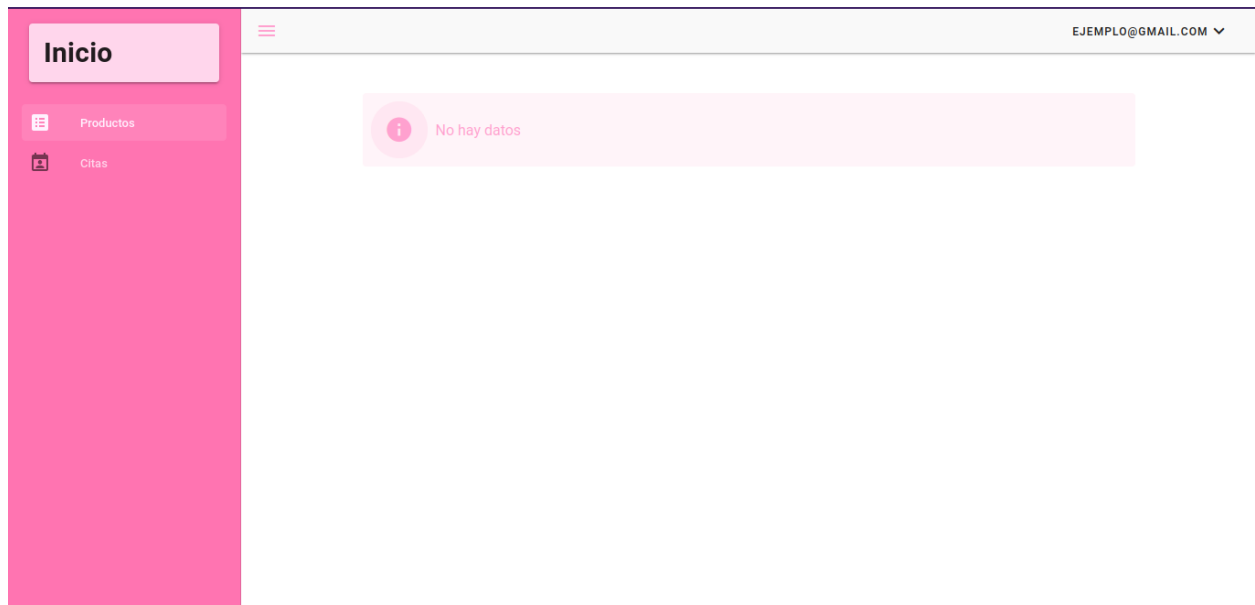 Inicio
EJEMPLO@GMAIL.COM
Productos
Citas
No hay datos